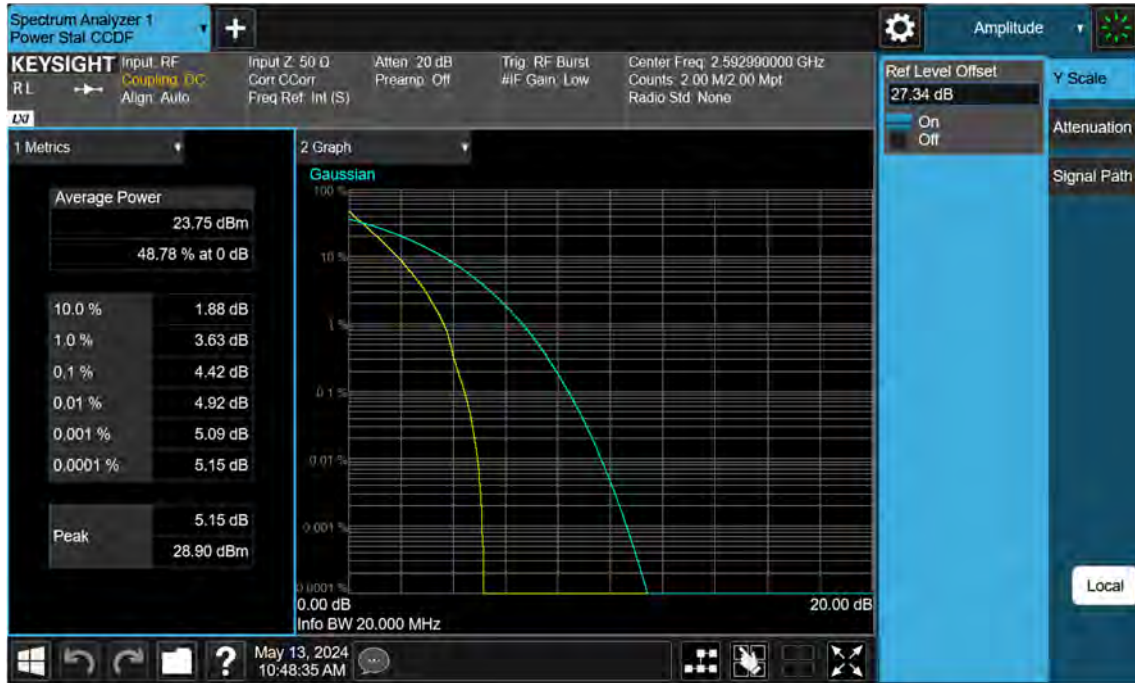 Spectrum Analyzer 1
Power Stat CCDF
+
Amplitude
KEYSIGHT
RL
LXI
Input: RF
Coupling: DC
Align: Auto
Input Z: 50 Ω
Corr CCorr
Freq Ref: Int (S)
Atten: 20 dB
Preamp: Off
Trig: RF Burst
#IF Gain: Low
Center Freq: 2.592990000 GHz
Counts: 2.00 M/2.00 Mpt
Radio Std: None
Ref Level Offset
27.34 dB
On
Off
Y Scale
Attenuation
Signal Path
1 Metrics
Average Power
23.75 dBm
48.78 % at 0 dB
10.0 % 1.88 dB
1.0 % 3.63 dB
0.1 % 4.42 dB
0.01 % 4.92 dB
0.001 % 5.09 dB
0.0001 % 5.15 dB
Peak
5.15 dB
28.90 dBm
2 Graph
Gaussian
100 %
10 %
1 %
0.1 %
0.01 %
0.001 %
0.0001 %
0.00 dB 20.00 dB
Info BW 20.000 MHz
Local
?
May 13, 2024
10:48:35 AM